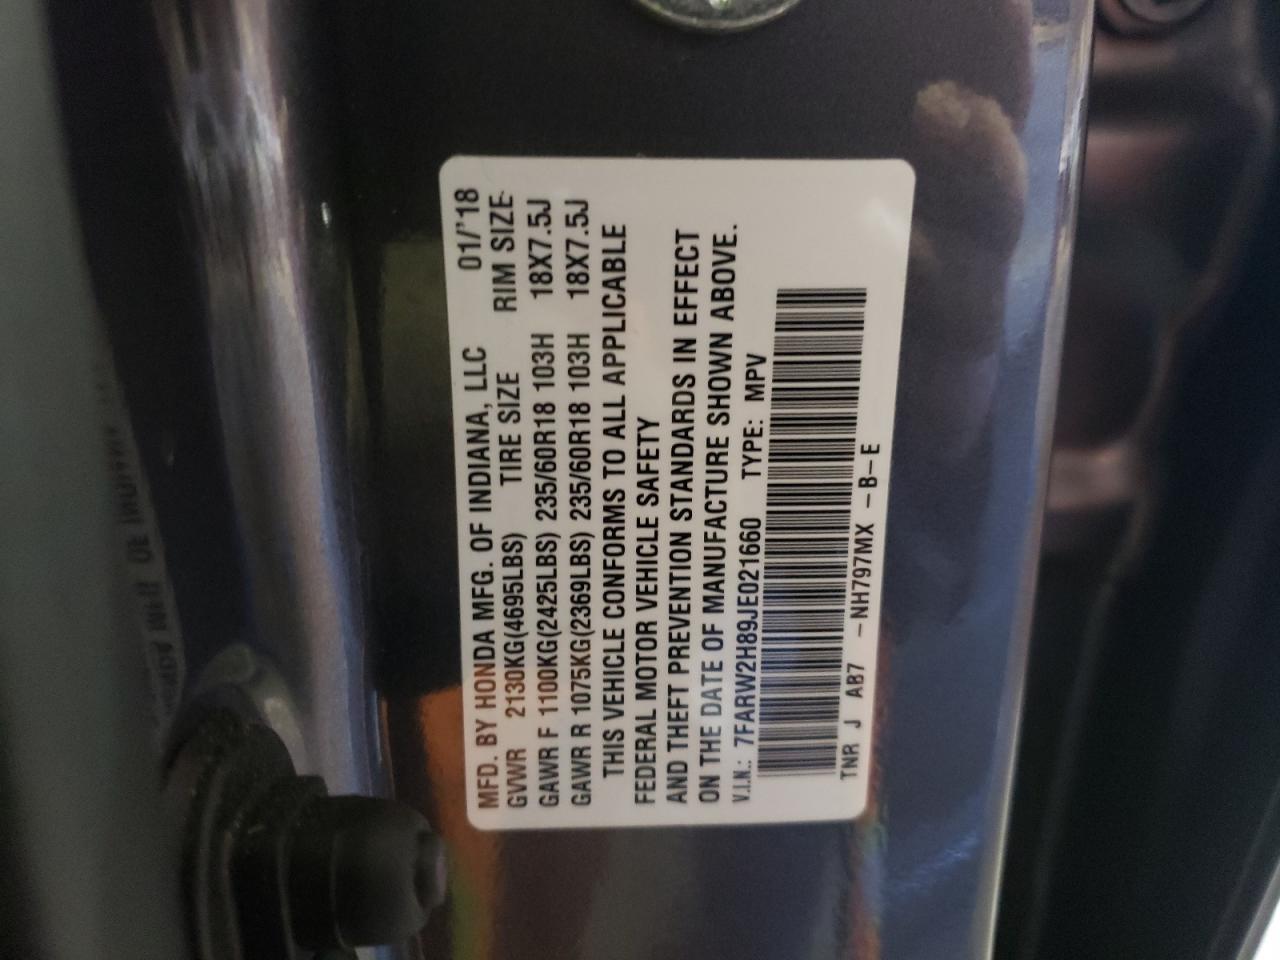 MFD. BY HONDA MFG. OF INDIANA, LLC 01/'18
GVWR 2130KG(4695LBS) TIRE SIZE RIM SIZE
GAWR F 1100KG(2425LBS) 235/60R18 103H 18X7.5J
GAWR R 1075KG(2369LBS) 235/60R18 103H 18X7.5J
THIS VEHICLE CONFORMS TO ALL APPLICABLE
FEDERAL MOTOR VEHICLE SAFETY
AND THEFT PREVENTION STANDARDS IN EFFECT
ON THE DATE OF MANUFACTURE SHOWN ABOVE.
V.I.N.: 7FARW2H89JE021660 TYPE: MPV
TNR J AB7 -NH797MX -B-E